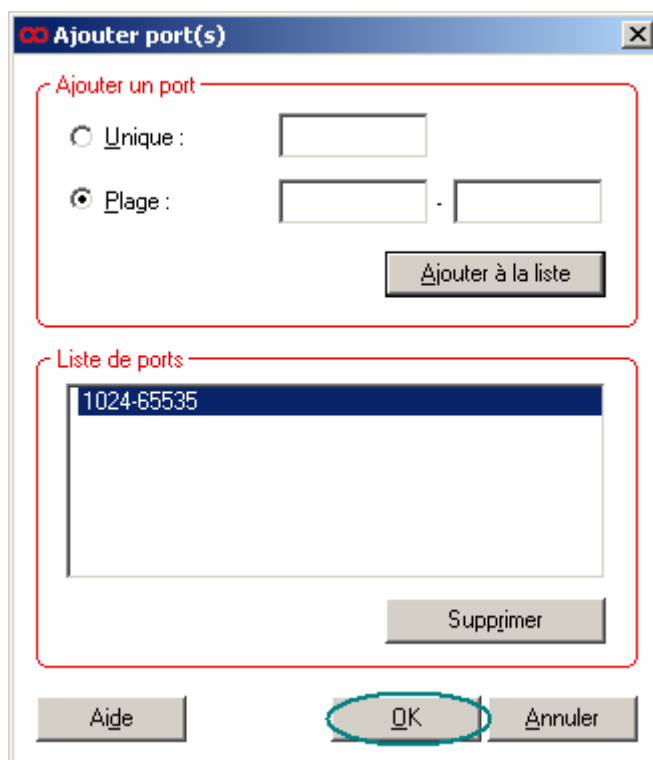 Ajouter port(s)
Ajouter un port
Unique :
Plage :
-
Ajouter à la liste
Liste de ports
1024-65535
Supprimer
Aide
OK
Annuler